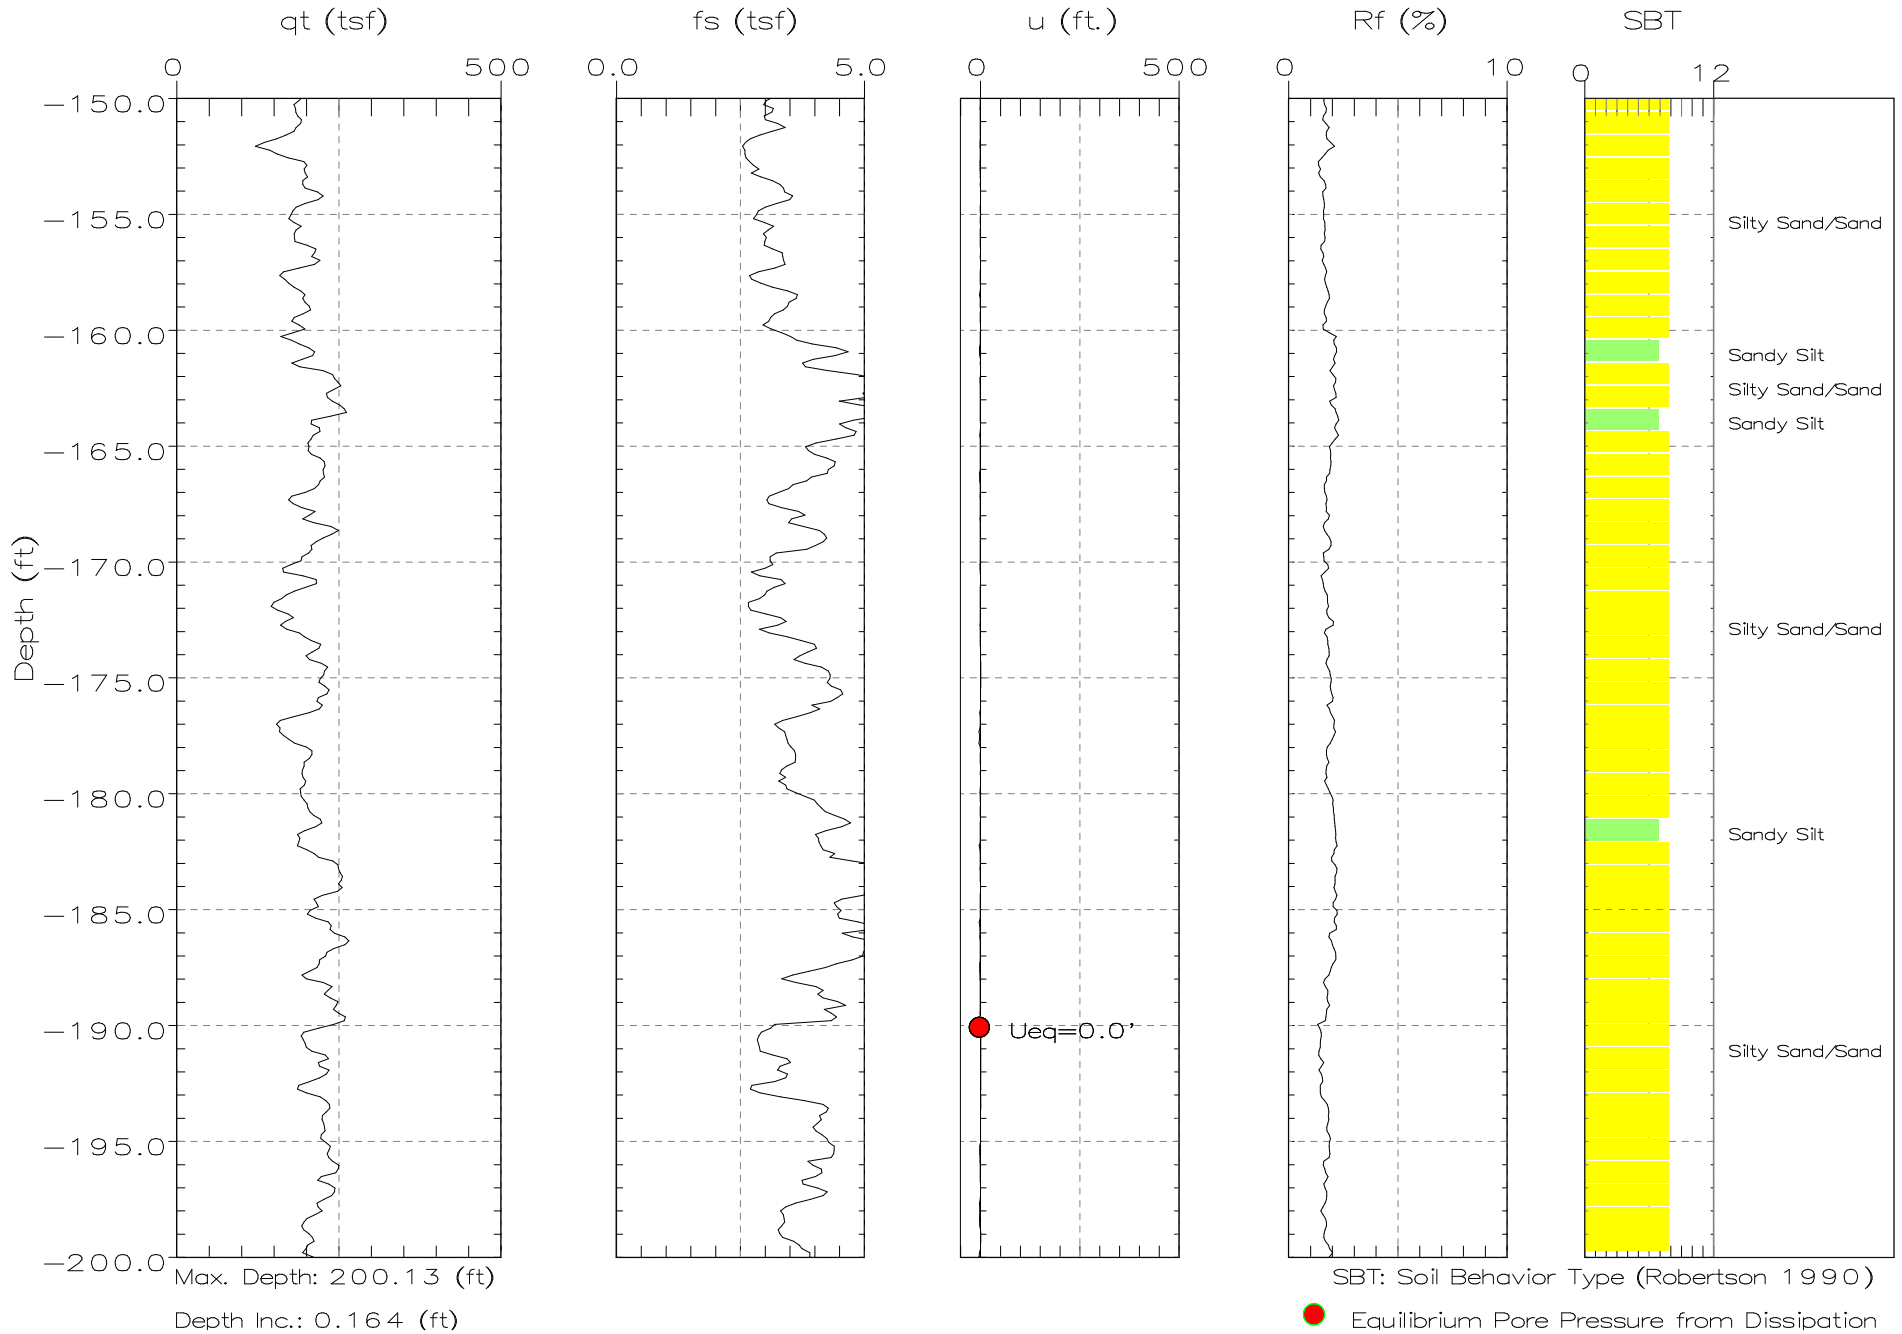 qt (tsf) fs (tsf) u (ft.) Rf (%) SBT
0 500 0.0 5.0 0 500 0 10 0 12
Depth (ft)
-150.0
-155.0
Silty Sand/Sand
-160.0
Sandy Silt
Silty Sand/Sand
Sandy Silt
-165.0
-170.0
Silty Sand/Sand
-175.0
-180.0
Sandy Silt
-185.0
-190.0
Ueq=0.0'
Silty Sand/Sand
-195.0
-200.0
Max. Depth: 200.13 (ft)
SBT: Soil Behavior Type (Robertson 1990)
Depth Inc.: 0.164 (ft)
Equilibrium Pore Pressure from Dissipation